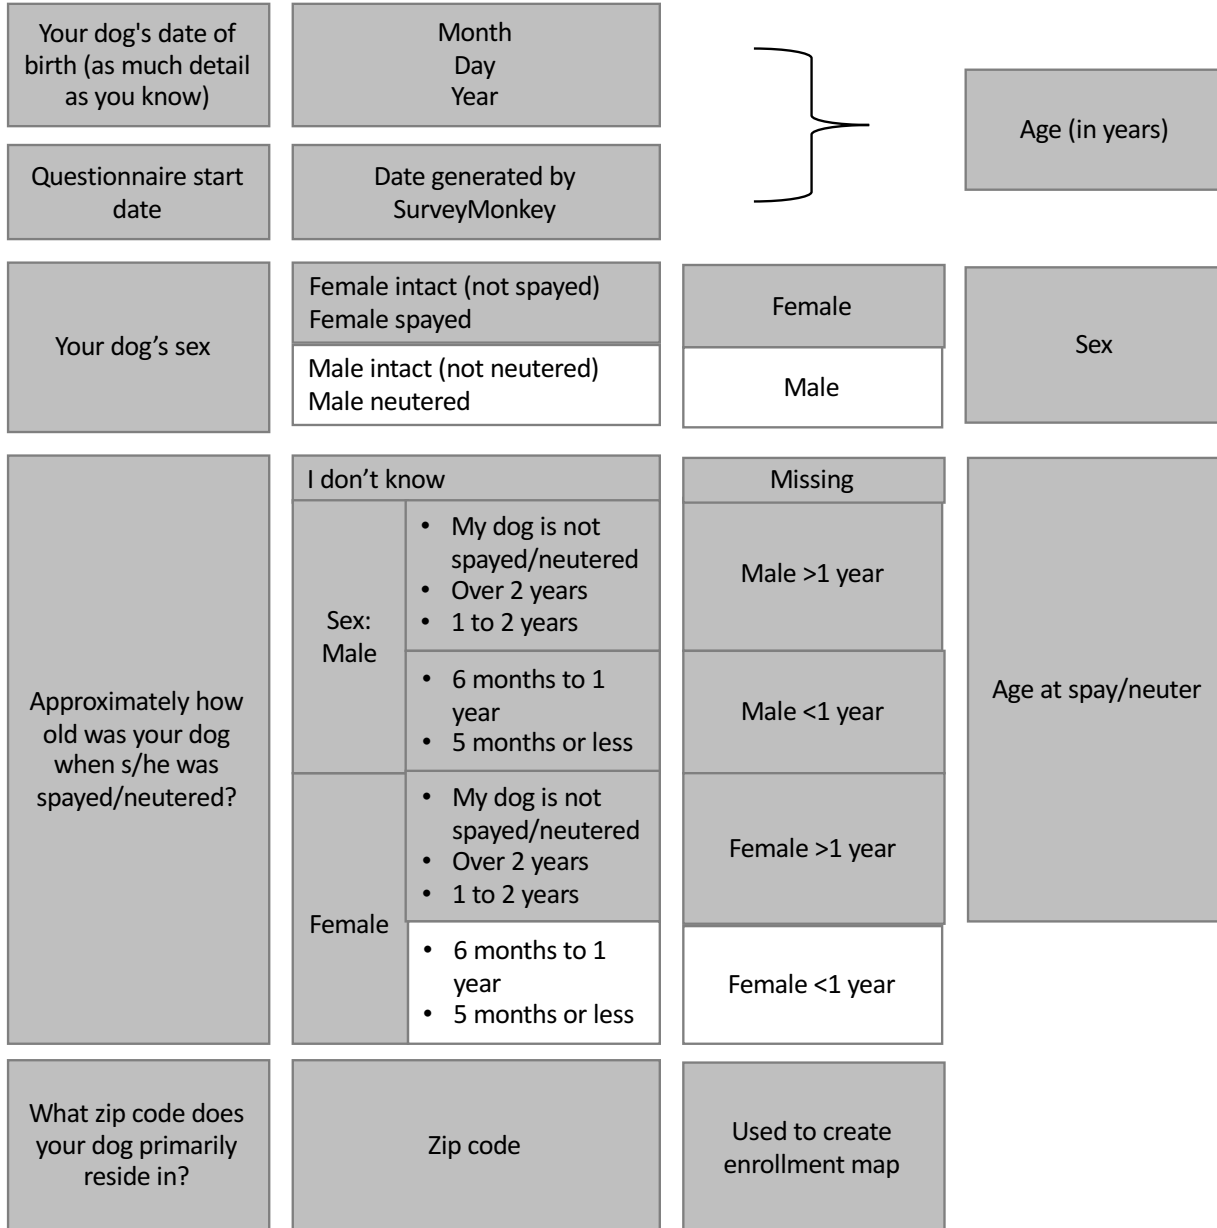 Your dog's date of
birth (as much detail
as you know)
Month
Day
Year
Age (in years)
Questionnaire start
date
Date generated by
SurveyMonkey
Your dog’s sex
Female intact (not spayed)
Female spayed
Female
Male intact (not neutered)
Male neutered
Male
Sex
Approximately how
old was your dog
when s/he was
spayed/neutered?
I don’t know
Missing
Sex:
Male
• My dog is not
spayed/neutered
• Over 2 years
• 1 to 2 years
Male >1 year
• 6 months to 1
year
• 5 months or less
Male <1 year
Female
• My dog is not
spayed/neutered
• Over 2 years
• 1 to 2 years
Female >1 year
• 6 months to 1
year
• 5 months or less
Female <1 year
Age at spay/neuter
What zip code does
your dog primarily
reside in?
Zip code
Used to create
enrollment map